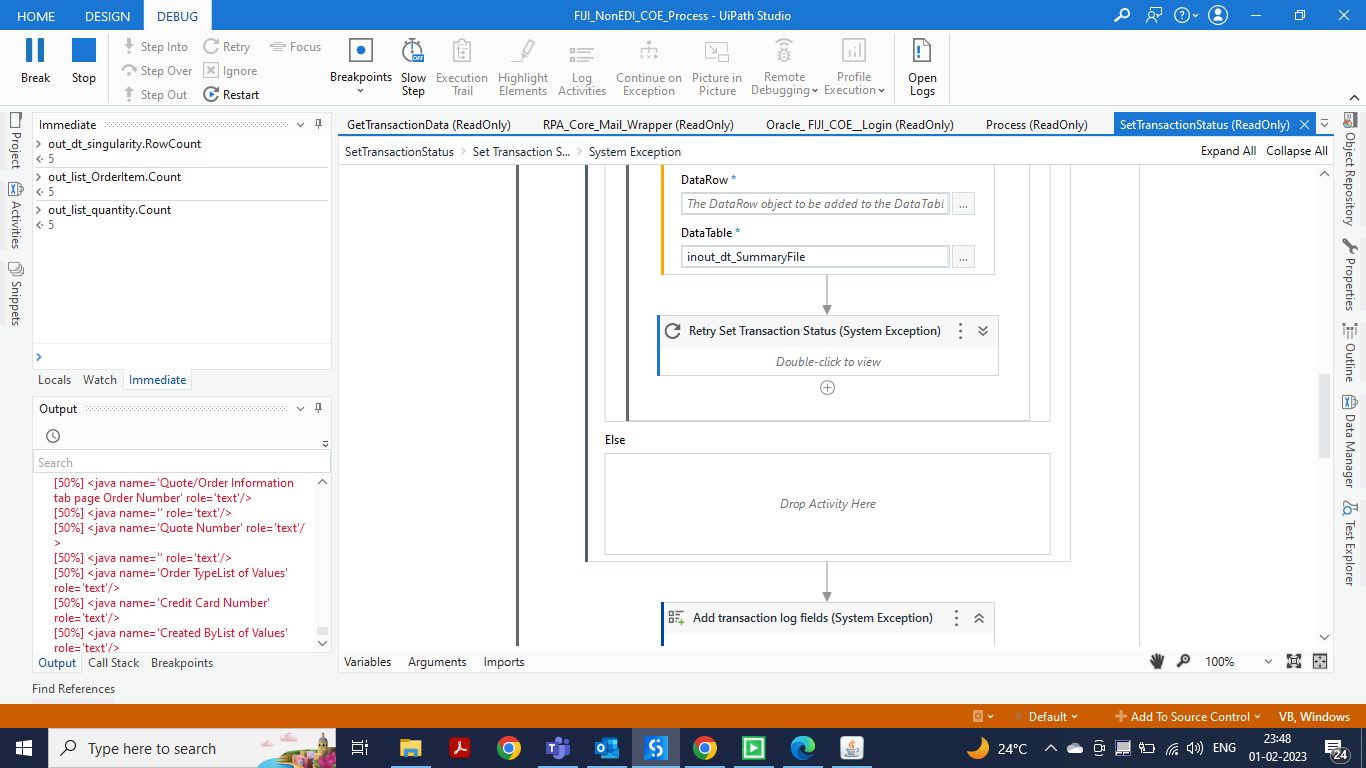 HOME DESIGN DEBUG FIJI_NonEDI_COE_Process - UiPath Studio
Break
Stop
Step Into
Step Over
Step Out
Retry
Ignore
Restart
Focus
Breakpoints
Slow
Step
OFF
Execution
Trail
Highlight
Elements
Log
Activities
Continue on
Exception
Picture in
Picture
Remote
Debugging
Profile
Execution
Open
Logs
Project
Activities
Snippets
Immediate
out_dt_singularity.RowCount
5
out_list_OrderItem.Count
5
out_list_quantity.Count
5
Locals Watch Immediate
Output
Search
[50%] <java name='Quote/Order Information
tab page Order Number' role='text'/>
[50%] <java name='' role='text'/>
[50%] <java name='Quote Number' role='text'/
>
[50%] <java name='' role='text'/>
[50%] <java name='Order TypeList of Values'
role='text'/>
[50%] <java name='Credit Card Number'
role='text'/>
[50%] <java name='Created ByList of Values'
role='text'/>
Output Call Stack Breakpoints
Find References
GetTransactionData (ReadOnly) RPA_Core_Mail_Wrapper (ReadOnly) Oracle_ FIJI_COE__Login (ReadOnly) Process (ReadOnly) SetTransactionStatus (ReadOnly)
SetTransactionStatus > Set Transaction S... > System Exception Expand All Collapse All
DataRow *
The DataRow object to be added to the DataTabl
...
DataTable *
inout_dt_SummaryFile
...
Retry Set Transaction Status (System Exception)
Double-click to view
Else
Drop Activity Here
Add transaction log fields (System Exception)
Variables Arguments Imports 100%
Object Repository
Properties
Outline
Data Manager
Test Explorer
Default Add To Source Control VB, Windows
Type here to search
24°C
ENG
23:48
01-02-2023
24